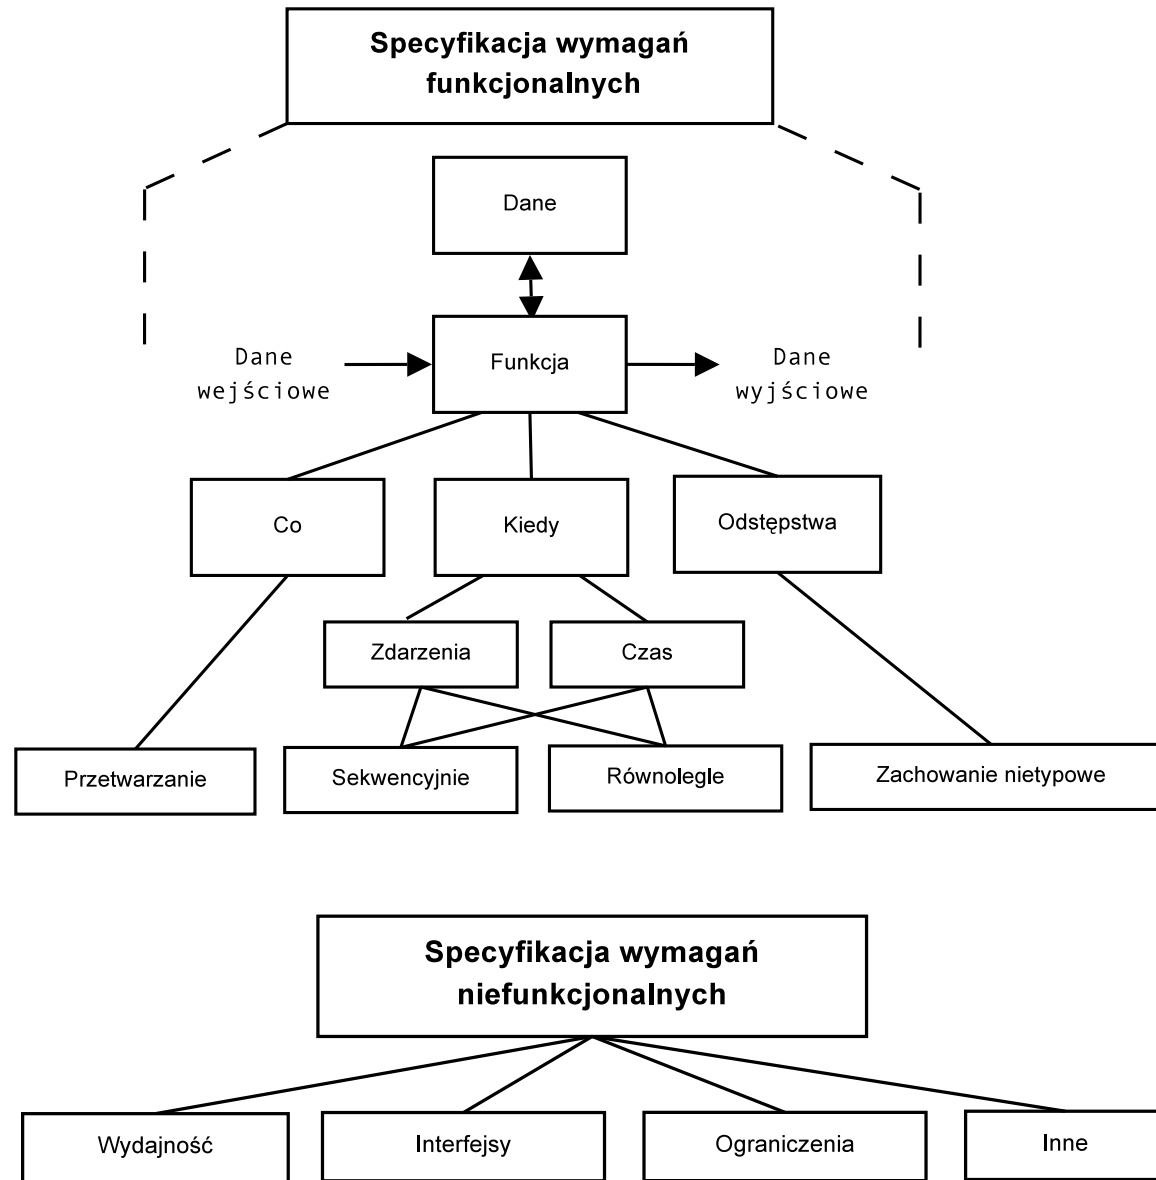 Specyfikacja wymagań
funkcjonalnych
Dane
Dane
wejściowe
Funkcja
Dane
wyjściowe
Co
Kiedy
Odstępstwa
Zdarzenia
Czas
Przetwarzanie
Sekwencyjnie
Równolegle
Zachowanie nietypowe
Specyfikacja wymagań
niefunkcjonalnych
Wydajność
Interfejsy
Ograniczenia
Inne